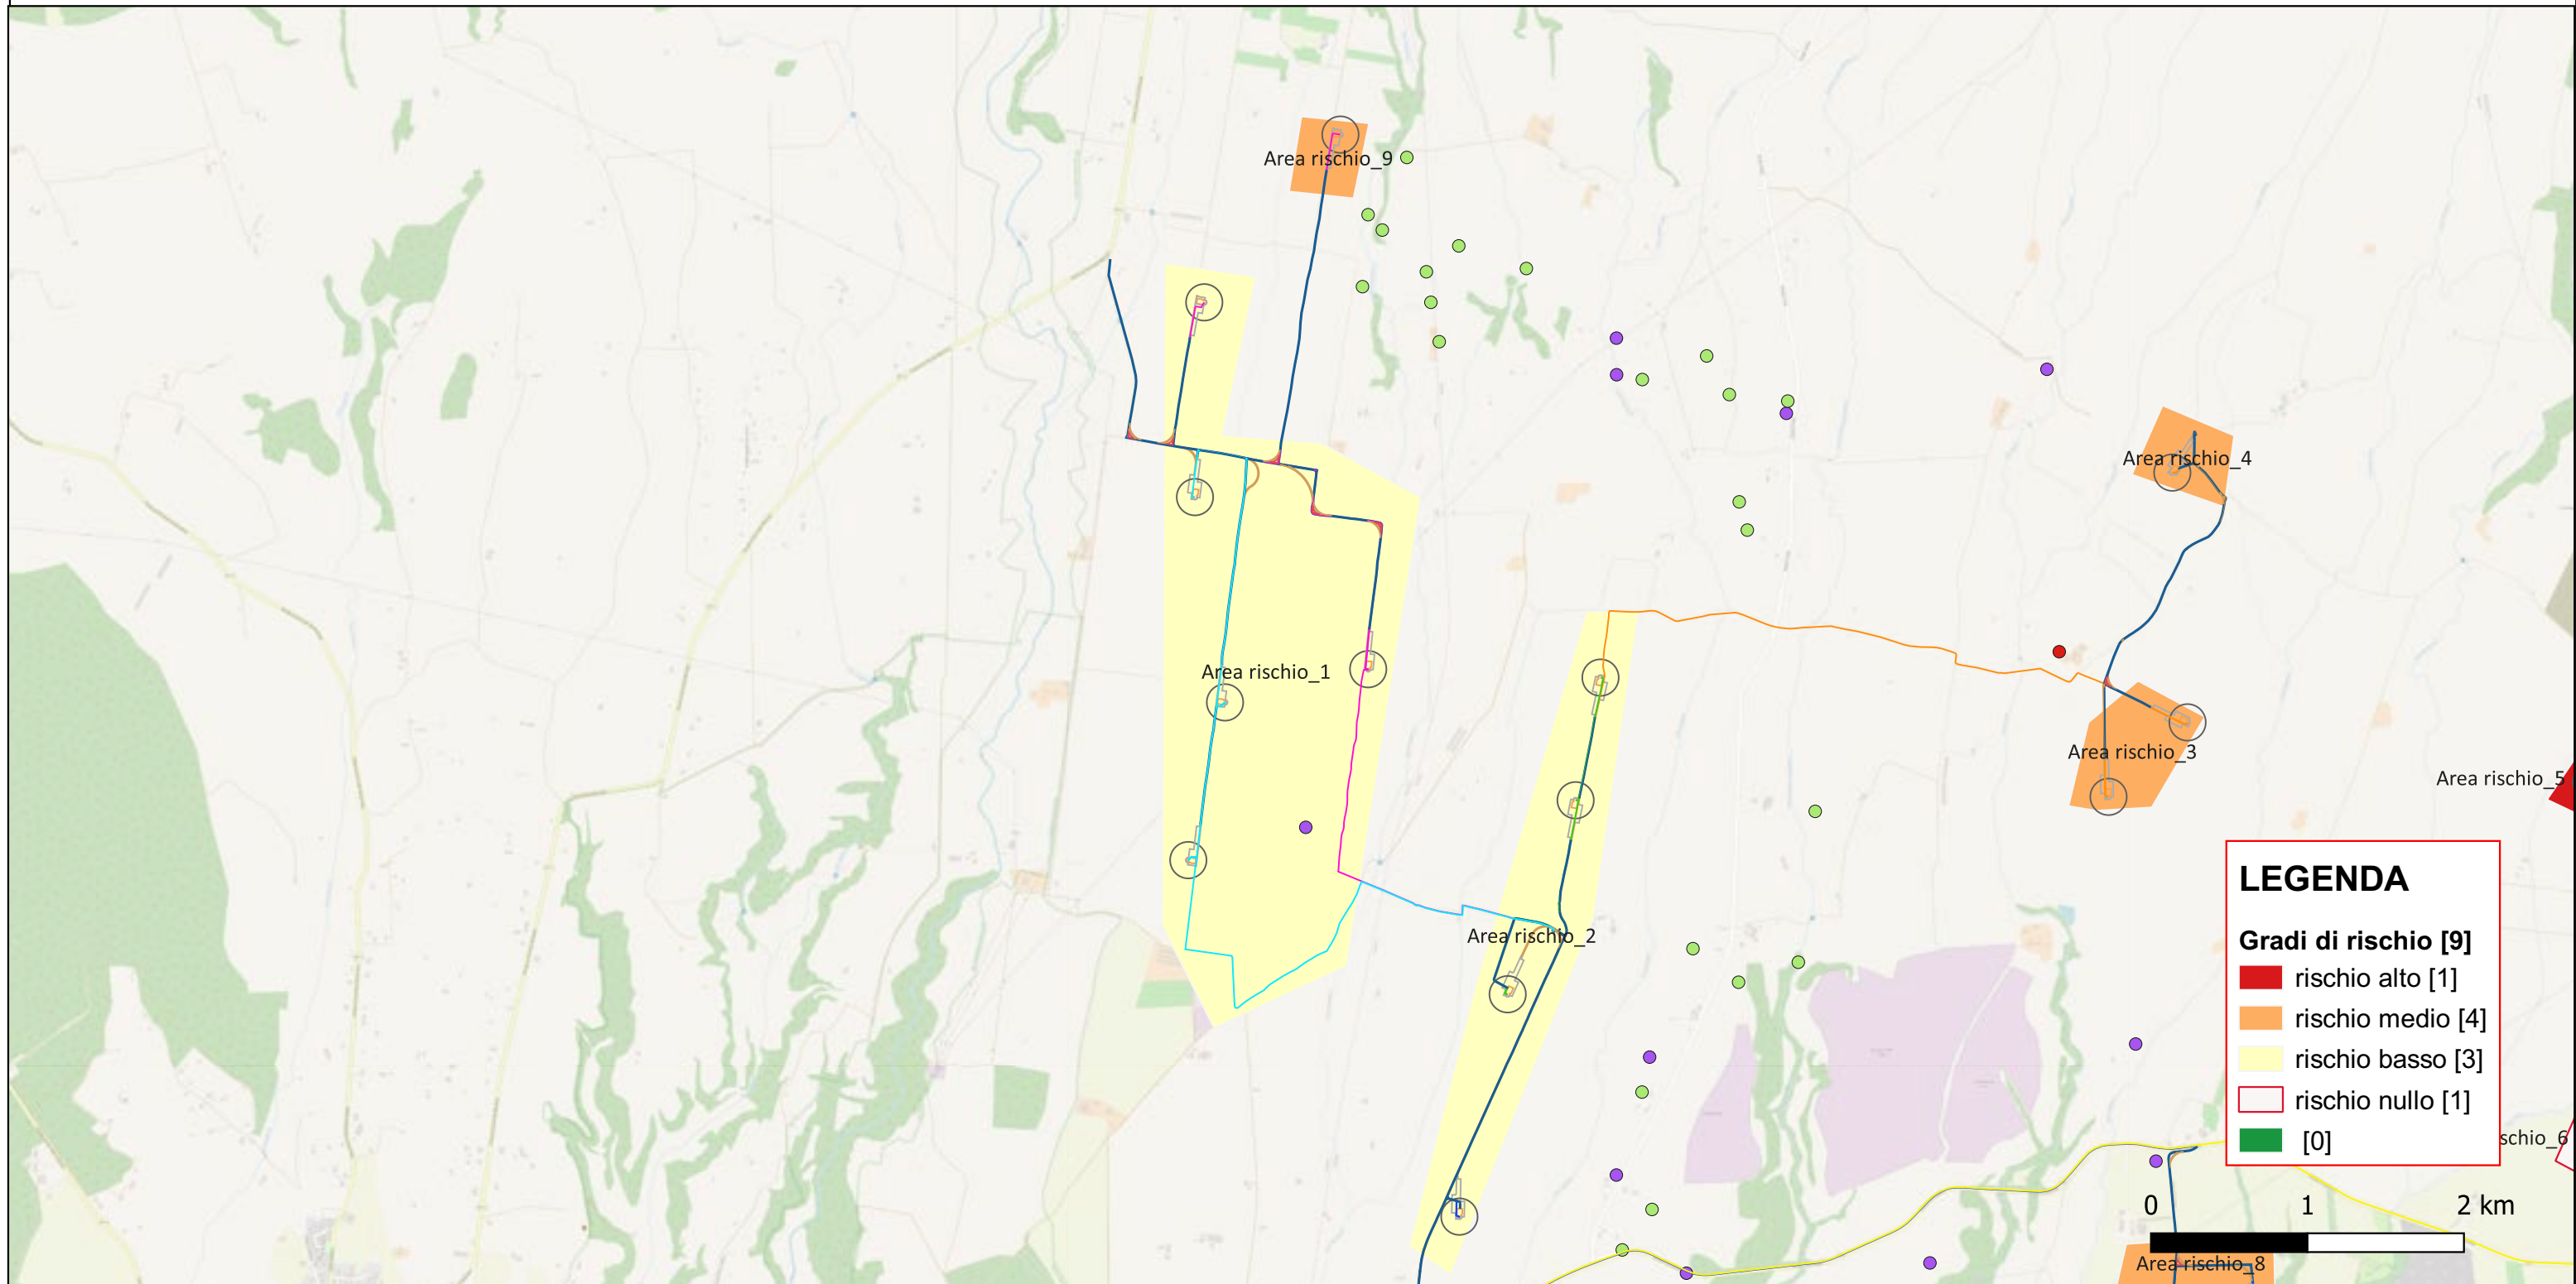 Area rischio_9
Area rischio_4
Area rischio_1
Area rischio_3
Area rischio_5
Area rischio_2
LEGENDA
Gradi di rischio [9]
rischio alto [1]
rischio medio [4]
rischio basso [3]
rischio nullo [1]
[0]
schio_6
0 1 2 km
Area rischio_8